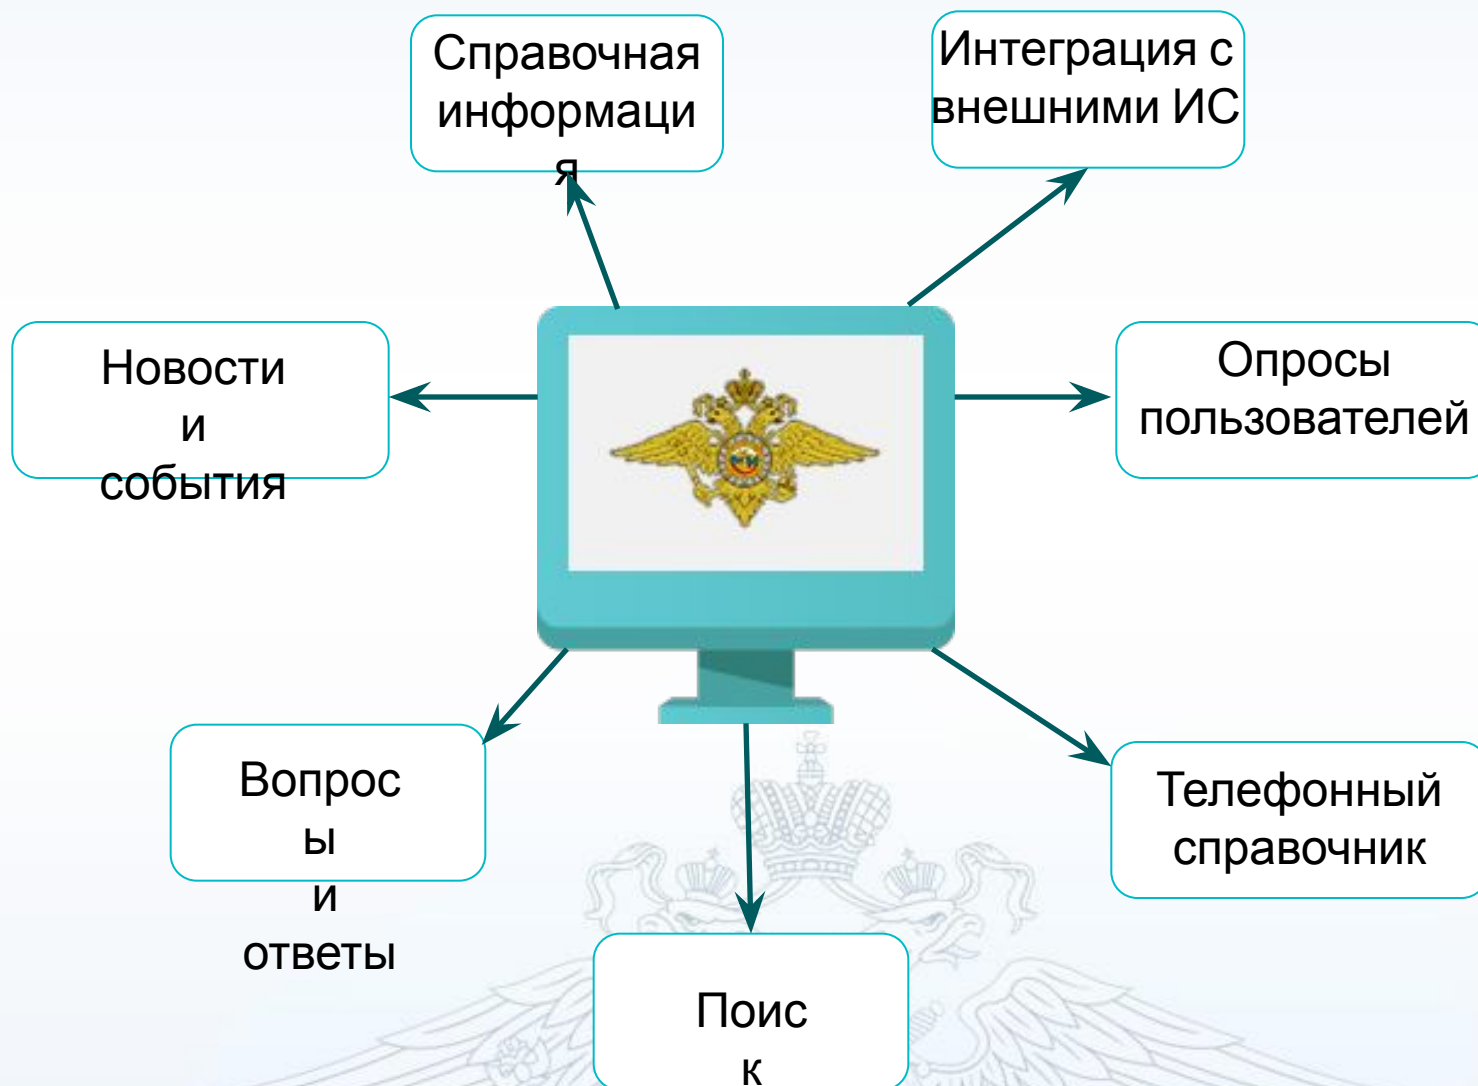 Справочная
информаци
я
Интеграция с
внешними ИС
Новости
и
события
Опросы
пользователей
Вопрос
ы
и
ответы
Телефонный
справочник
Поис
к